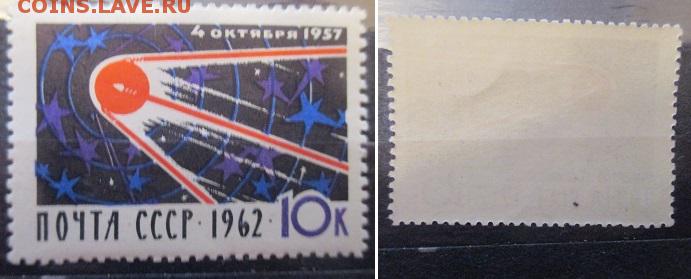 COINS.LAVE.RU
4 ОКТЯБРЯ 1957
ПОЧТА СССР·1962·10К